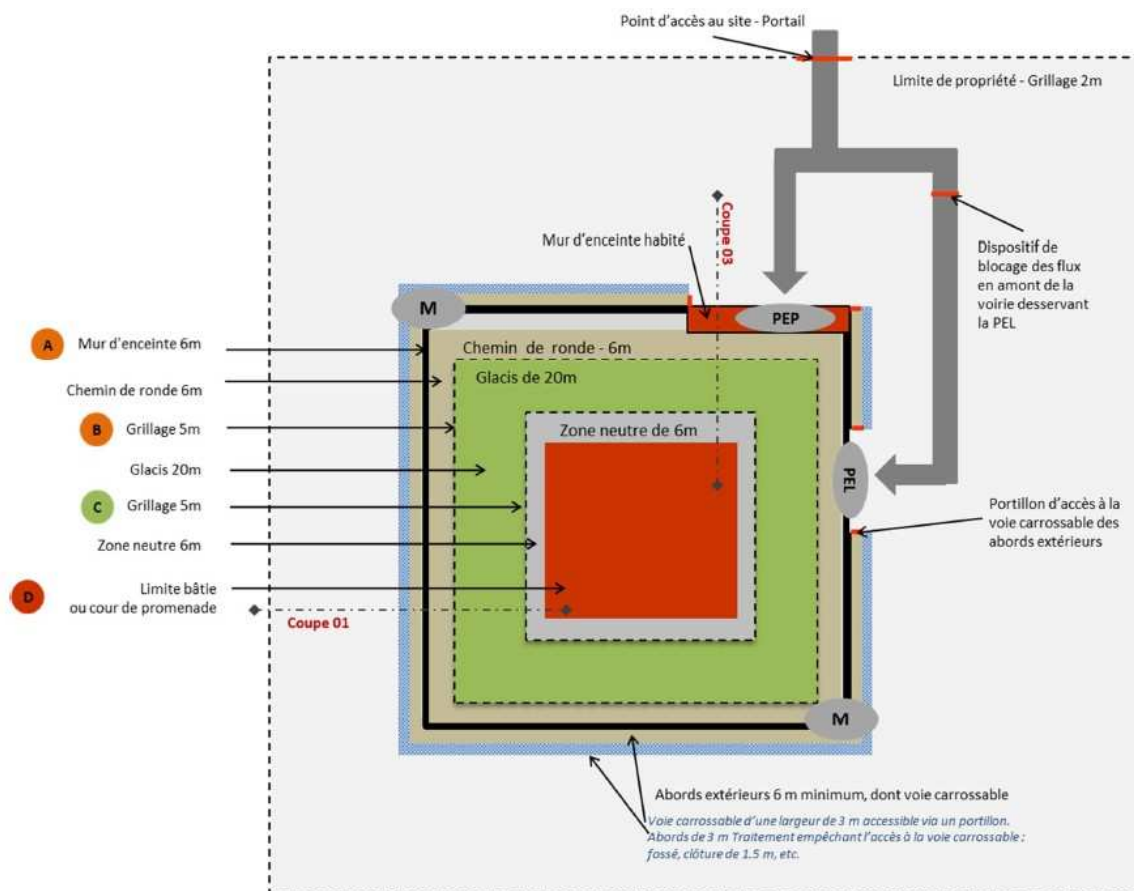 Point d'accès au site - Portail
Limite de propriété - Grillage 2m
Coupe 03
Mur d'enceinte habité
Dispositif de
blocage des flux
en amont de la
voirie desservant
la PEL
M
PEP
A Mur d'enceinte 6m
Chemin de ronde - 6m
Glacis de 20m
Chemin de ronde 6m
B Grillage 5m
Zone neutre de 6m
Glacis 20m
PEL
C Grillage 5m
Portillon d'accès à la
voie carrossable des
abords extérieurs
Zone neutre 6m
D Limite bâtie
ou cour de promenade
Coupe 01
M
Abords extérieurs 6 m minimum, dont voie carrossable
Voie carrossable d'une largeur de 3 m accessible via un portillon.
Abords de 3 m Traitement empêchant l'accès à la voie carrossable :
fossé, clôture de 1.5 m, etc.